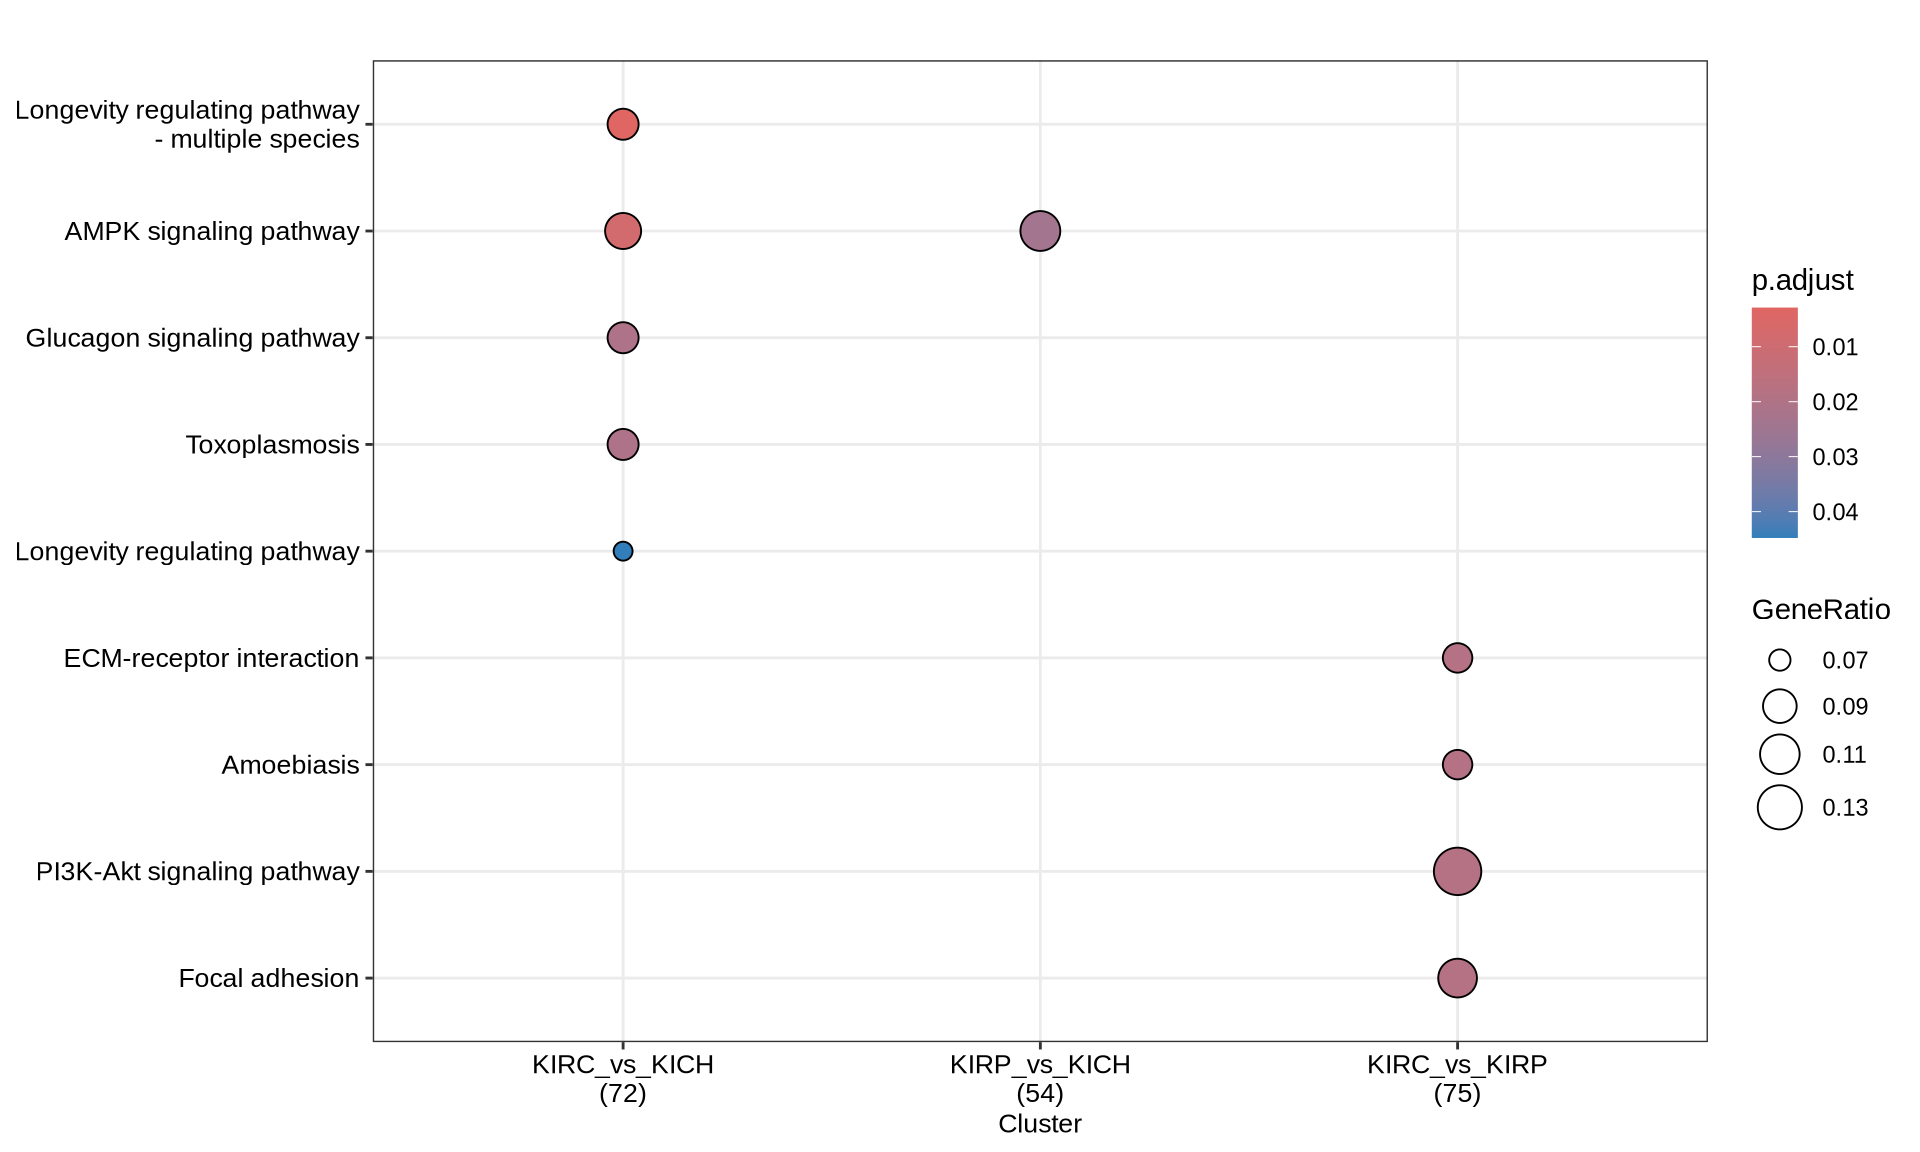 Longevity regulating pathway
- multiple species
AMPK signaling pathway
Glucagon signaling pathway
Toxoplasmosis
Longevity regulating pathway
ECM-receptor interaction
Amoebiasis
PI3K-Akt signaling pathway
Focal adhesion
KIRC_vs_KICH
(72)
KIRP_vs_KICH
(54)
KIRC_vs_KIRP
(75)
Cluster
p.adjust
0.01
0.02
0.03
0.04
GeneRatio
0.07
0.09
0.11
0.13